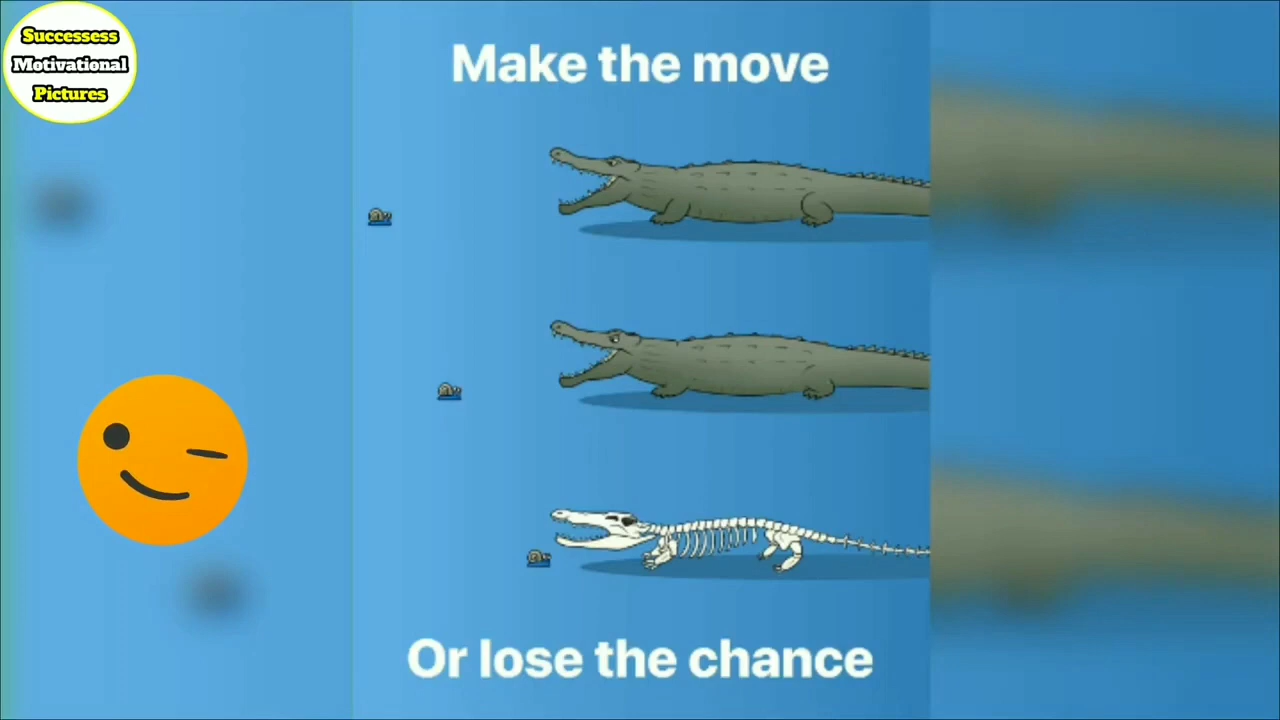 Successess
Motivational
Pictures
Make the move
Or lose the chance